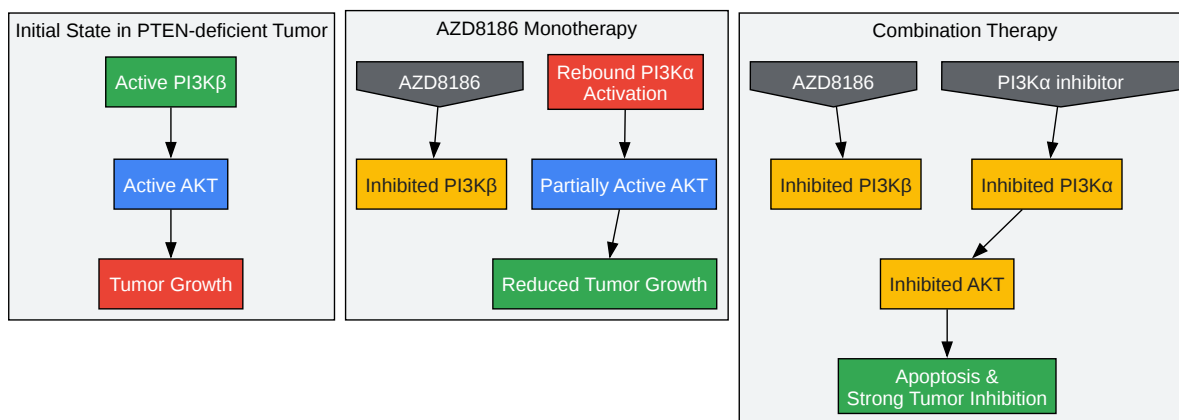 Initial State in PTEN-deficient Tumor
Active PI3Kβ
Active AKT
Tumor Growth
AZD8186 Monotherapy
AZD8186
Rebound PI3Kα
Activation
Inhibited PI3Kβ
Partially Active AKT
Reduced Tumor Growth
Combination Therapy
AZD8186
PI3Kα inhibitor
Inhibited PI3Kβ
Inhibited PI3Kα
Inhibited AKT
Apoptosis &
Strong Tumor Inhibition